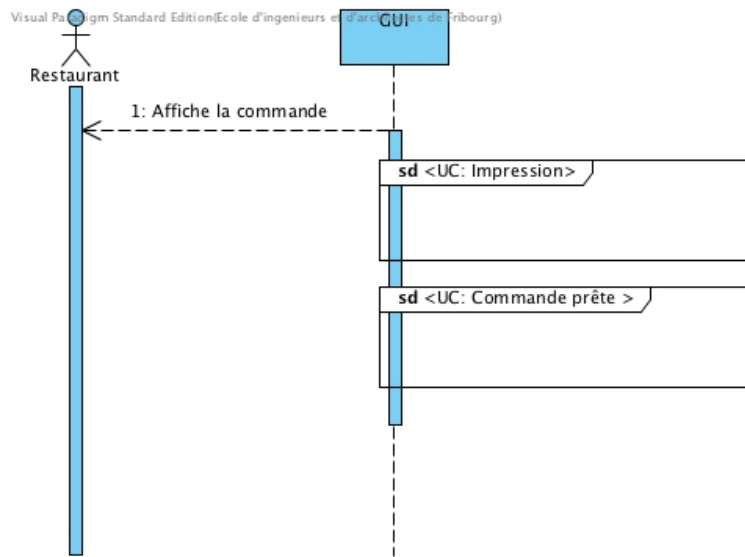 Visual Paradigm Standard Edition(Ecole d'ingenieurs et d'architectes de Fribourg)
GUI
Restaurant
1: Affiche la commande
sd <UC: Impression>
sd <UC: Commande prête >